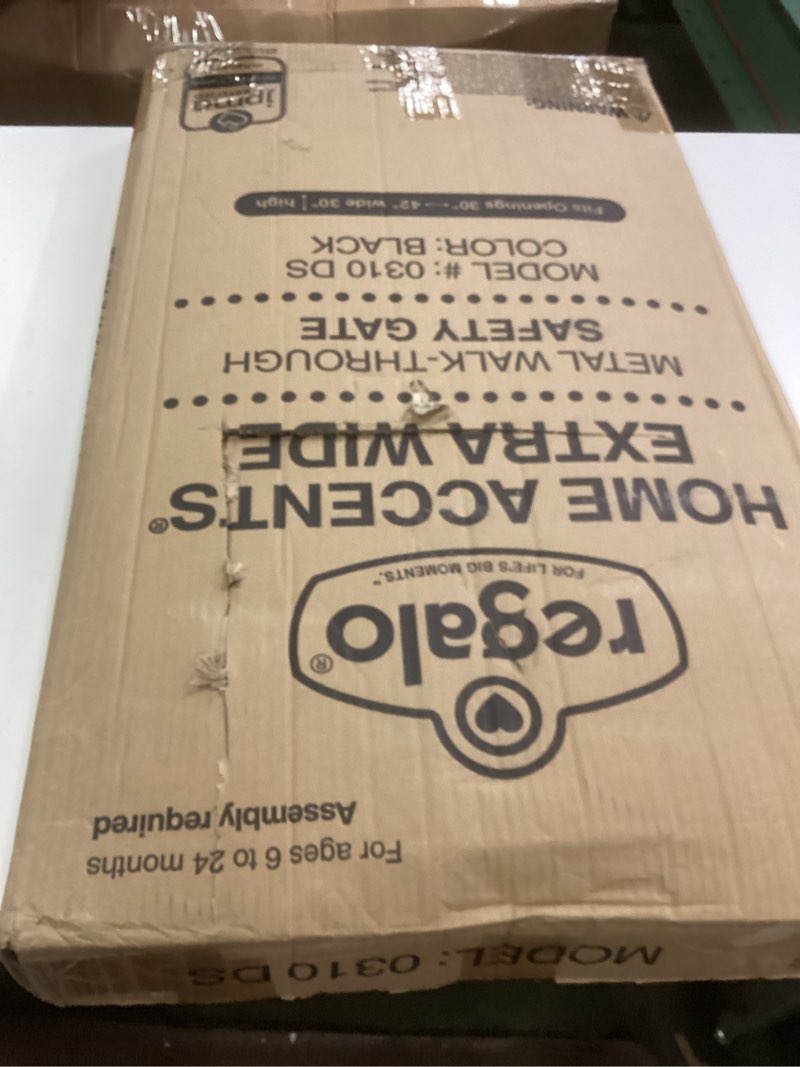 For ages 6 to 24 months
Assembly required
regalo®
FOR LIFE'S BIG MOMENTS.™
HOME ACCENTS®
EXTRA WIDE
METAL WALK-THROUGH
SAFETY GATE
MODEL #: 0310 DS
COLOR: BLACK
Fits Openings 30"—42" wide 30" high
⚠ WARNING:
jpma
MODEL: 0310 DS